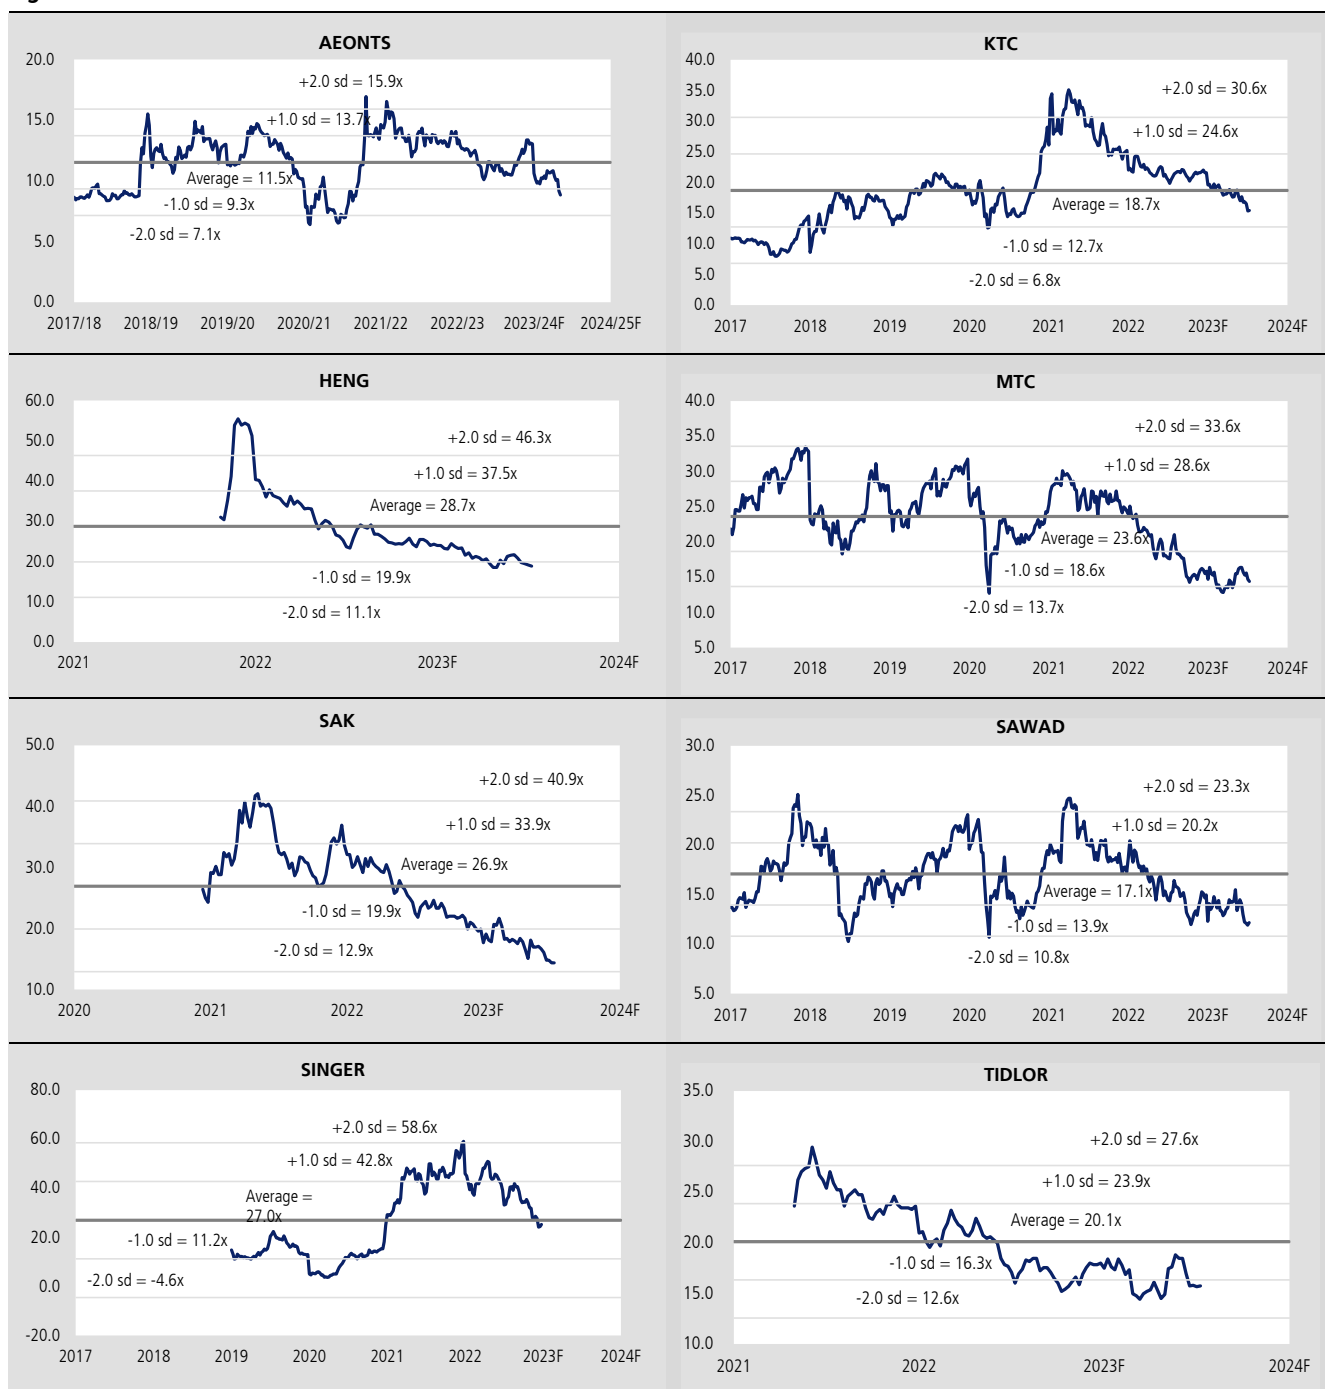 AEONTS
20.0
15.0
10.0
5.0
0.0
+2.0 sd = 15.9x
+1.0 sd = 13.7x
Average = 11.5x
-1.0 sd = 9.3x
-2.0 sd = 7.1x
2017/18 2018/19 2019/20 2020/21 2021/22 2022/23 2023/24F 2024/25F
KTC
40.0
35.0
30.0
25.0
20.0
15.0
10.0
5.0
0.0
+2.0 sd = 30.6x
+1.0 sd = 24.6x
Average = 18.7x
-1.0 sd = 12.7x
-2.0 sd = 6.8x
2017 2018 2019 2020 2021 2022 2023F 2024F
HENG
60.0
50.0
40.0
30.0
20.0
10.0
0.0
+2.0 sd = 46.3x
+1.0 sd = 37.5x
Average = 28.7x
-1.0 sd = 19.9x
-2.0 sd = 11.1x
2021 2022 2023F 2024F
MTC
40.0
35.0
30.0
25.0
20.0
15.0
10.0
5.0
+2.0 sd = 33.6x
+1.0 sd = 28.6x
Average = 23.6x
-1.0 sd = 18.6x
-2.0 sd = 13.7x
2017 2018 2019 2020 2021 2022 2023F 2024F
SAK
50.0
40.0
30.0
20.0
10.0
+2.0 sd = 40.9x
+1.0 sd = 33.9x
Average = 26.9x
-1.0 sd = 19.9x
-2.0 sd = 12.9x
2020 2021 2022 2023F 2024F
SAWAD
30.0
25.0
20.0
15.0
10.0
5.0
+2.0 sd = 23.3x
+1.0 sd = 20.2x
Average = 17.1x
-1.0 sd = 13.9x
-2.0 sd = 10.8x
2017 2018 2019 2020 2021 2022 2023F 2024F
SINGER
80.0
60.0
40.0
20.0
0.0
-20.0
+2.0 sd = 58.6x
+1.0 sd = 42.8x
Average =
27.0x
-1.0 sd = 11.2x
-2.0 sd = -4.6x
2017 2018 2019 2020 2021 2022 2023F 2024F
TIDLOR
35.0
30.0
25.0
20.0
15.0
10.0
+2.0 sd = 27.6x
+1.0 sd = 23.9x
Average = 20.1x
-1.0 sd = 16.3x
-2.0 sd = 12.6x
2021 2022 2023F 2024F